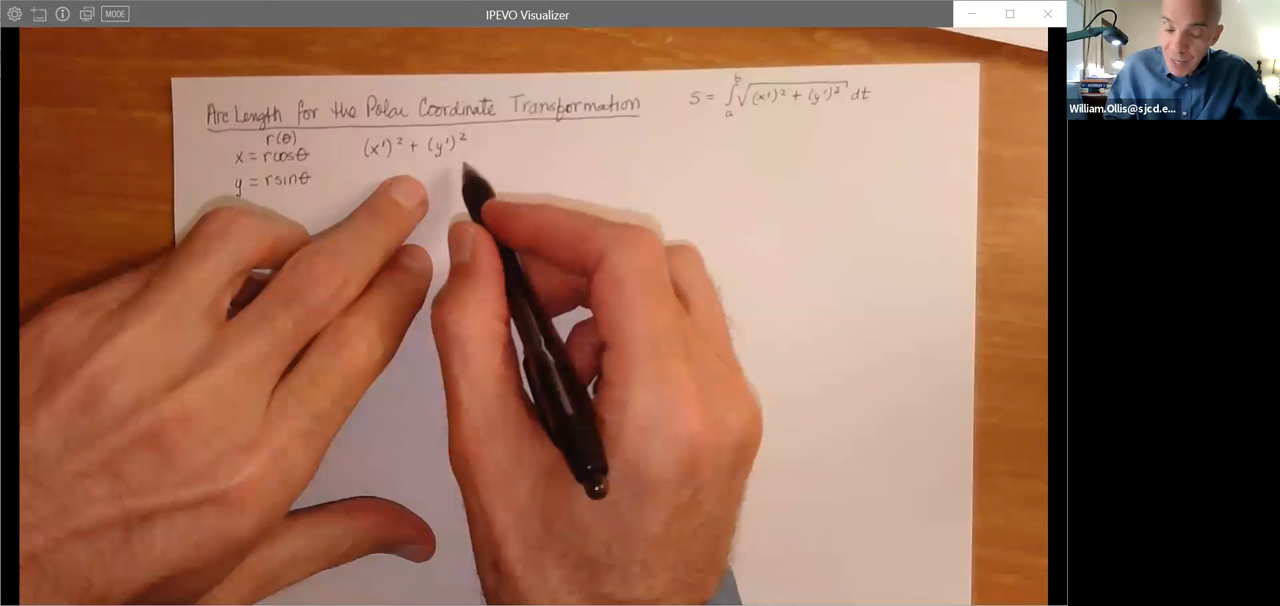 IPEVO Visualizer
MODE
Arc Length for the Polar Coordinate Transformation
S = ∫ₐᵇ √((x')² + (y')²) dt
r(θ)
x = rcosθ
(x')² + (y')²
y = rsinθ
William.Ollis@sjcd.e...